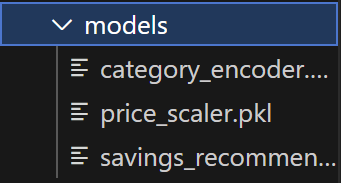 models
category_encoder....
price_scaler.pkl
savings_recommen...